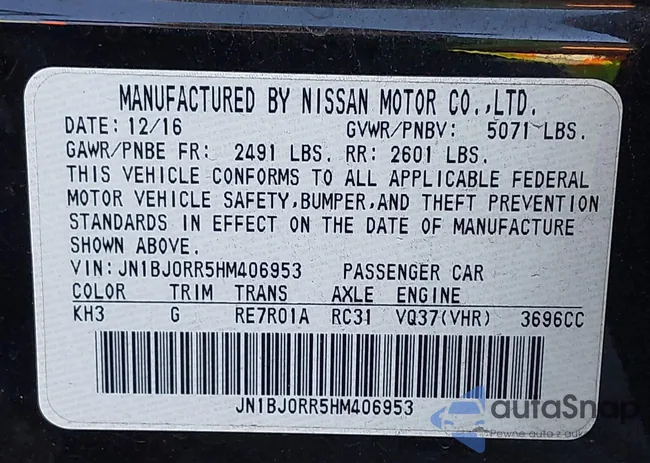 MANUFACTURED BY NISSAN MOTOR CO.,LTD.
DATE: 12/16 GVWR/PNBV: 5071 LBS.
GAWR/PNBE FR: 2491 LBS. RR: 2601 LBS.
THIS VEHICLE CONFORMS TO ALL APPLICABLE FEDERAL
MOTOR VEHICLE SAFETY,BUMPER,AND THEFT PREVENTION
STANDARDS IN EFFECT ON THE DATE OF MANUFACTURE
SHOWN ABOVE.
VIN:JN1BJ0RR5HM406953 PASSENGER CAR
COLOR TRIM TRANS AXLE ENGINE
KH3 G RE7R01A RC31 VQ37(VHR) 3696CC
JN1BJ0RR5HM406953
autaSnap
Pewne auto z